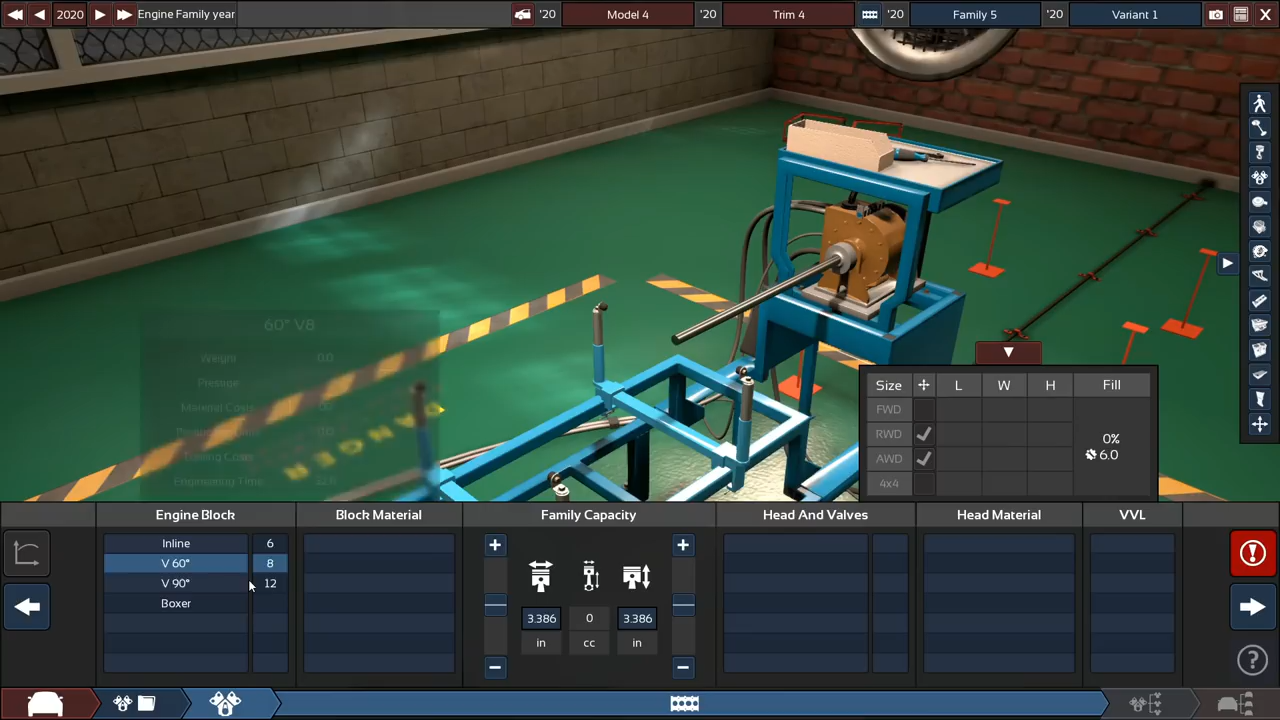 2020 Engine Family year '20 Model 4 '20 Trim 4 '20 Family 5 '20 Variant 1
60° V8
Weight 0.0
Prestige
Material Costs
Tooling Costs
Engineering Time
DANGER
Size L W H Fill
FWD
RWD
AWD
4x4
0%
6.0
Engine Block Block Material Family Capacity Head And Valves Head Material VVL
Inline 6
V 60° 8
V 90° 12
Boxer
3.386 0 3.386
in cc in